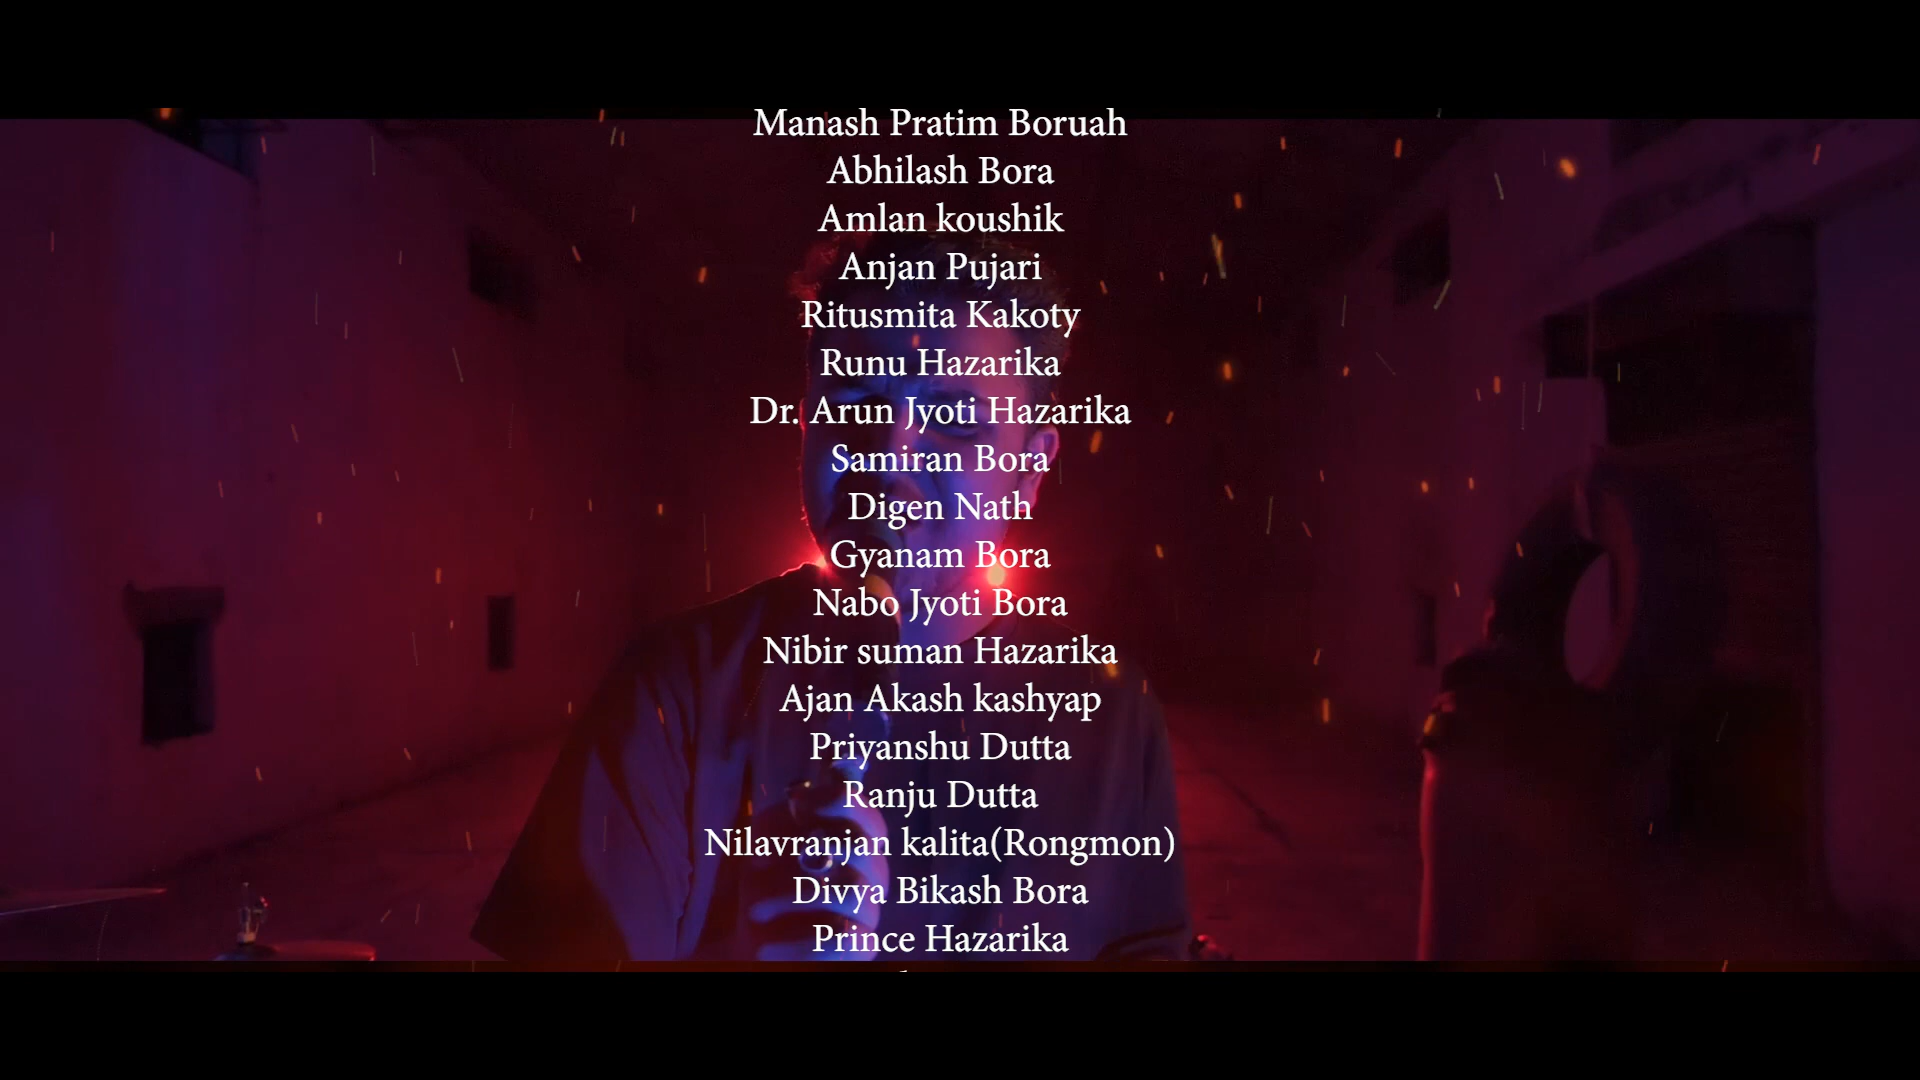 Manash Pratim Boruah
Abhilash Bora
Amlan koushik
Anjan Pujari
Ritusmita Kakoty
Runu Hazarika
Dr. Arun Jyoti Hazarika
Samiran Bora
Digen Nath
Gyanam Bora
Nabo Jyoti Bora
Nibir suman Hazarika
Ajan Akash kashyap
Priyanshu Dutta
Ranju Dutta
Nilavranjan kalita(Rongmon)
Divya Bikash Bora
Prince Hazarika